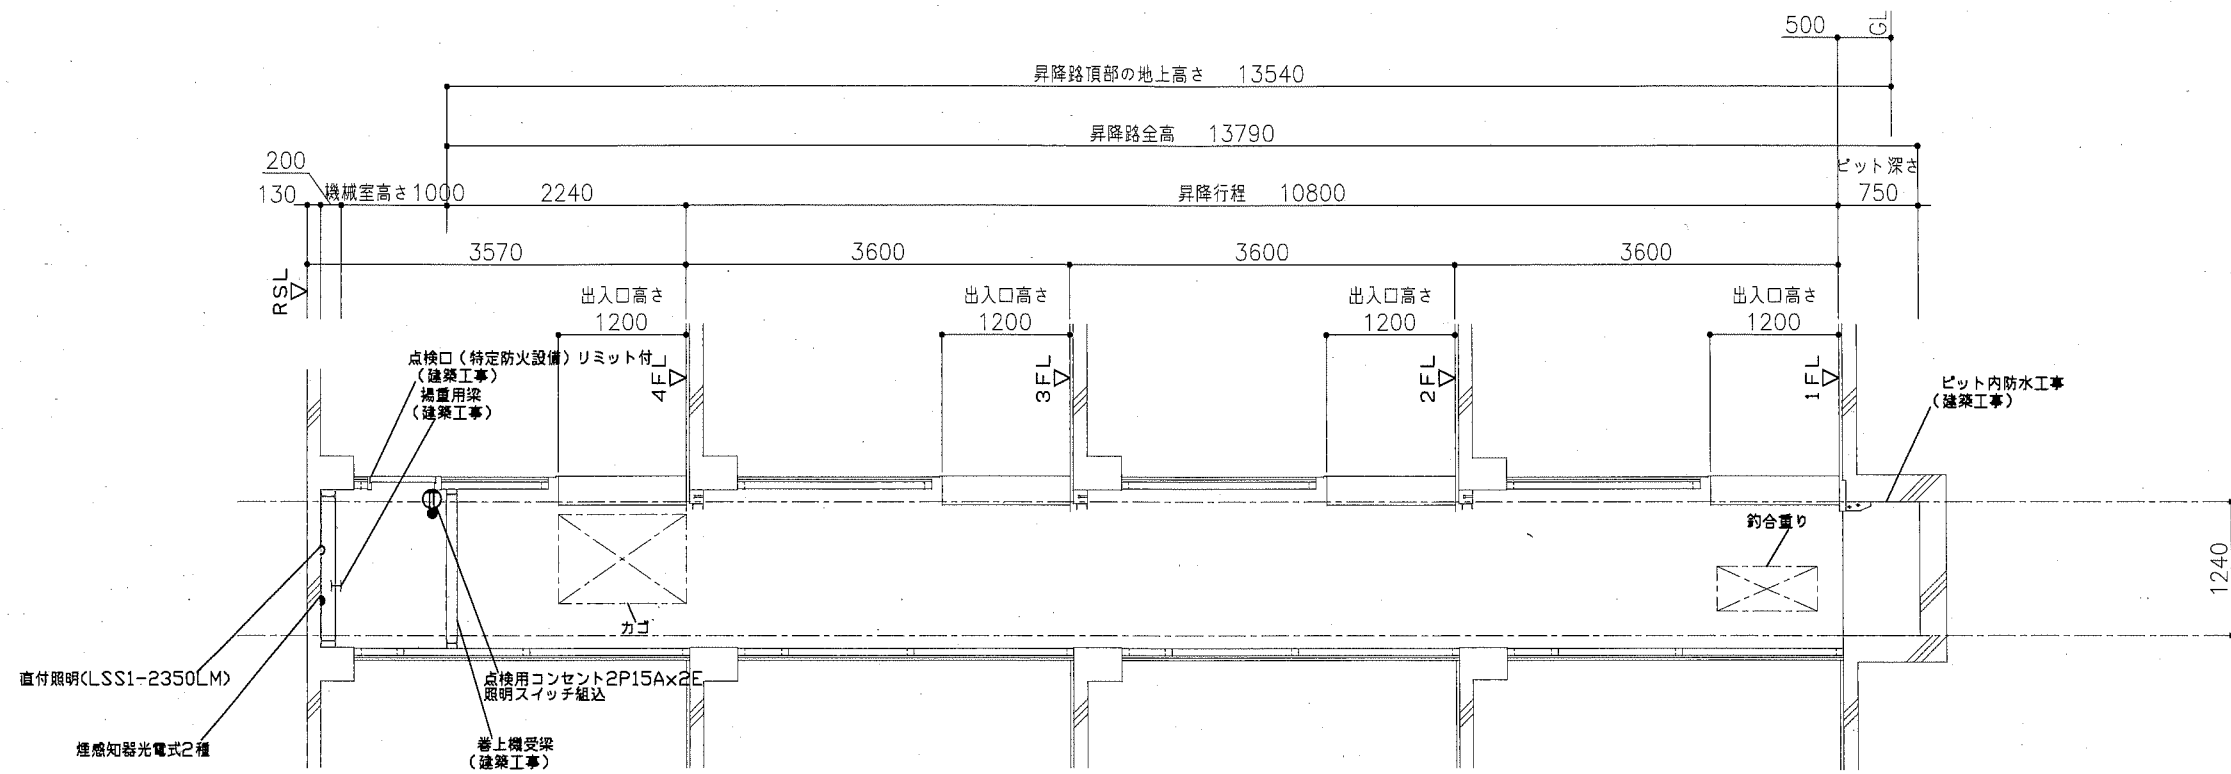 500
GL
昇降路頂部の地上高さ 13540
昇降路全高 13790
ピット深さ
200
130
機械室高さ 1000
2240
昇降行程 10800
750
3570
3600
3600
3600
RSL
出入口高さ
1200
出入口高さ
1200
出入口高さ
1200
出入口高さ
1200
点検口(特定防火設備)リミット付
(建築工事)
揚重用梁
(建築工事)
4FL
3FL
2FL
1FL
ピット内防水工事
(建築工事)
釣合重り
1240
カゴ
直付照明(LSS1-2350LM)
点検用コンセント2P15Ax2E
照明スイッチ組込
煙感知器光電式2種
巻上機受梁
(建築工事)